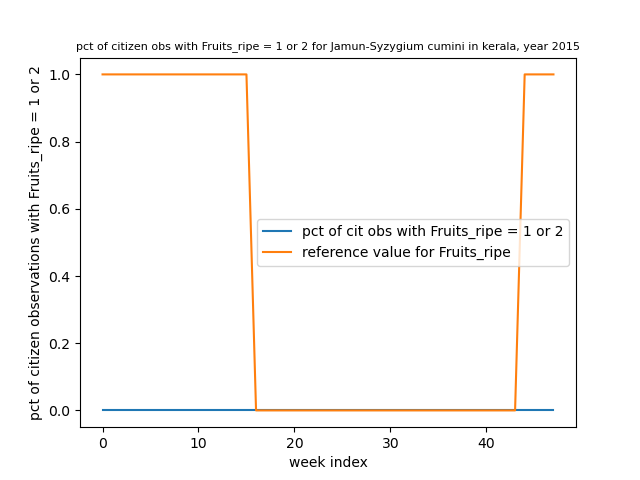 pct of citizen obs with Fruits_ripe = 1 or 2 for Jamun-Syzygium cumini in kerala, year 2015
pct of citizen observations with Fruits_ripe = 1 or 2
1.0
0.8
0.6
0.4
0.2
0.0
pct of cit obs with Fruits_ripe = 1 or 2
reference value for Fruits_ripe
0 10 20 30 40
week index